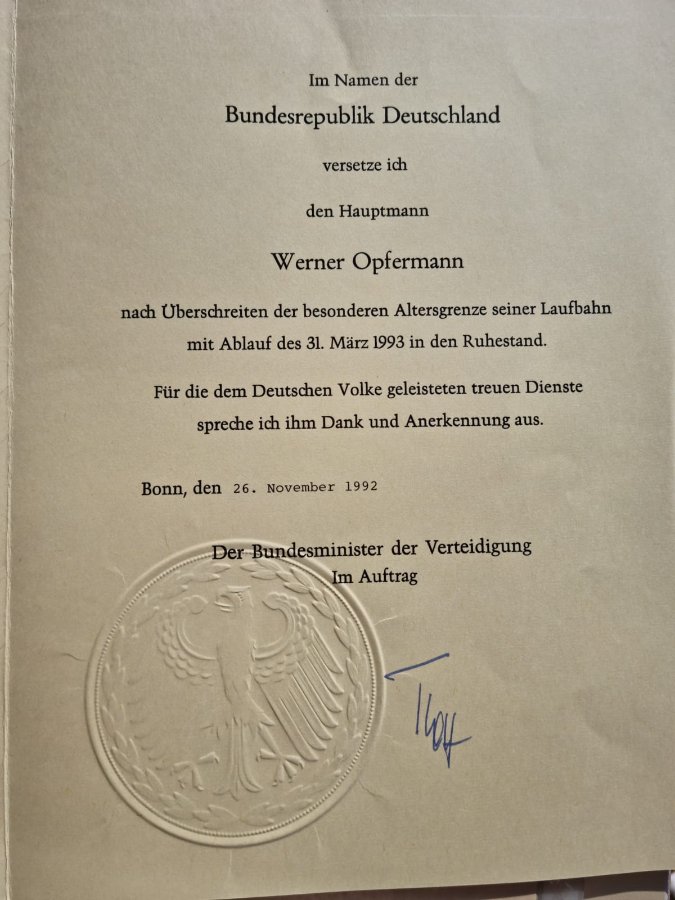 Im Namen der
Bundesrepublik Deutschland
versetze ich
den Hauptmann
Werner Opfermann
nach Überschreiten der besonderen Altersgrenze seiner Laufbahn
mit Ablauf des 31. März 1993 in den Ruhestand.
Für die dem Deutschen Volke geleisteten treuen Dienste
spreche ich ihm Dank und Anerkennung aus.
Bonn, den 26. November 1992
Der Bundesminister der Verteidigung
Im Auftrag